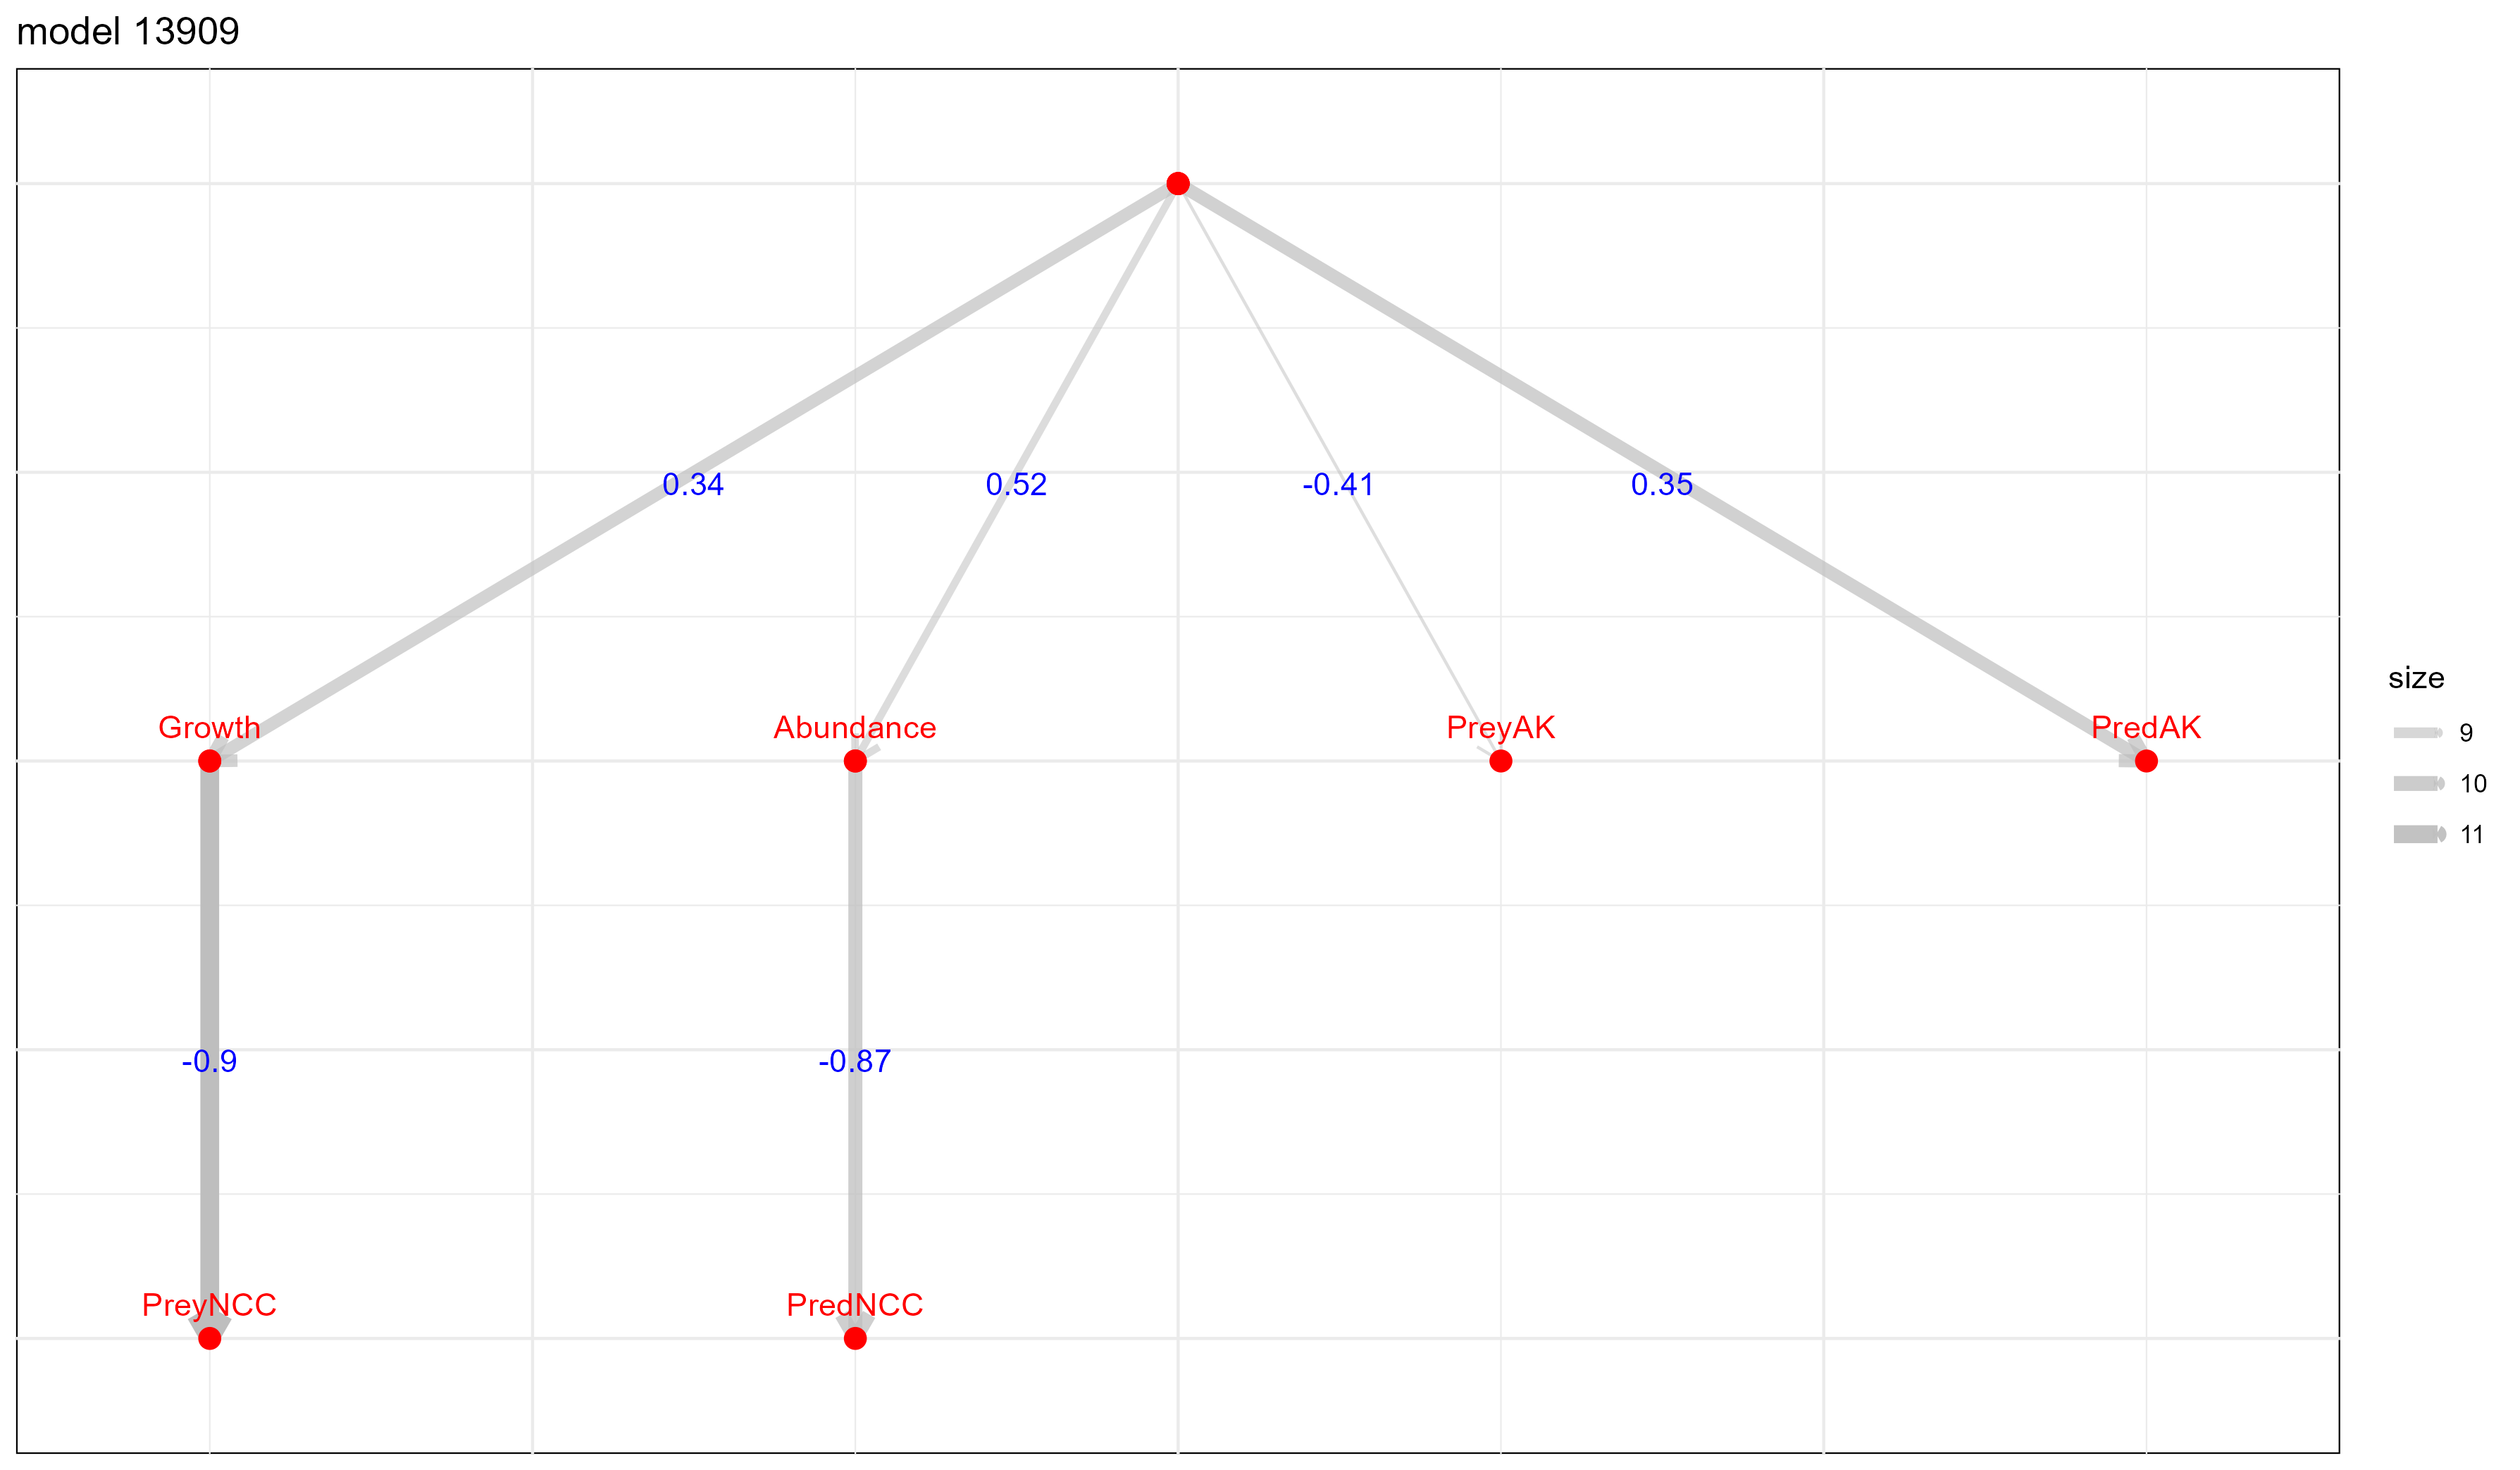 model 13909
0.34
0.52
-0.41
0.35
Growth
Abundance
PreyAK
PredAK
size
9
10
11
-0.9
-0.87
PreyNCC
PredNCC